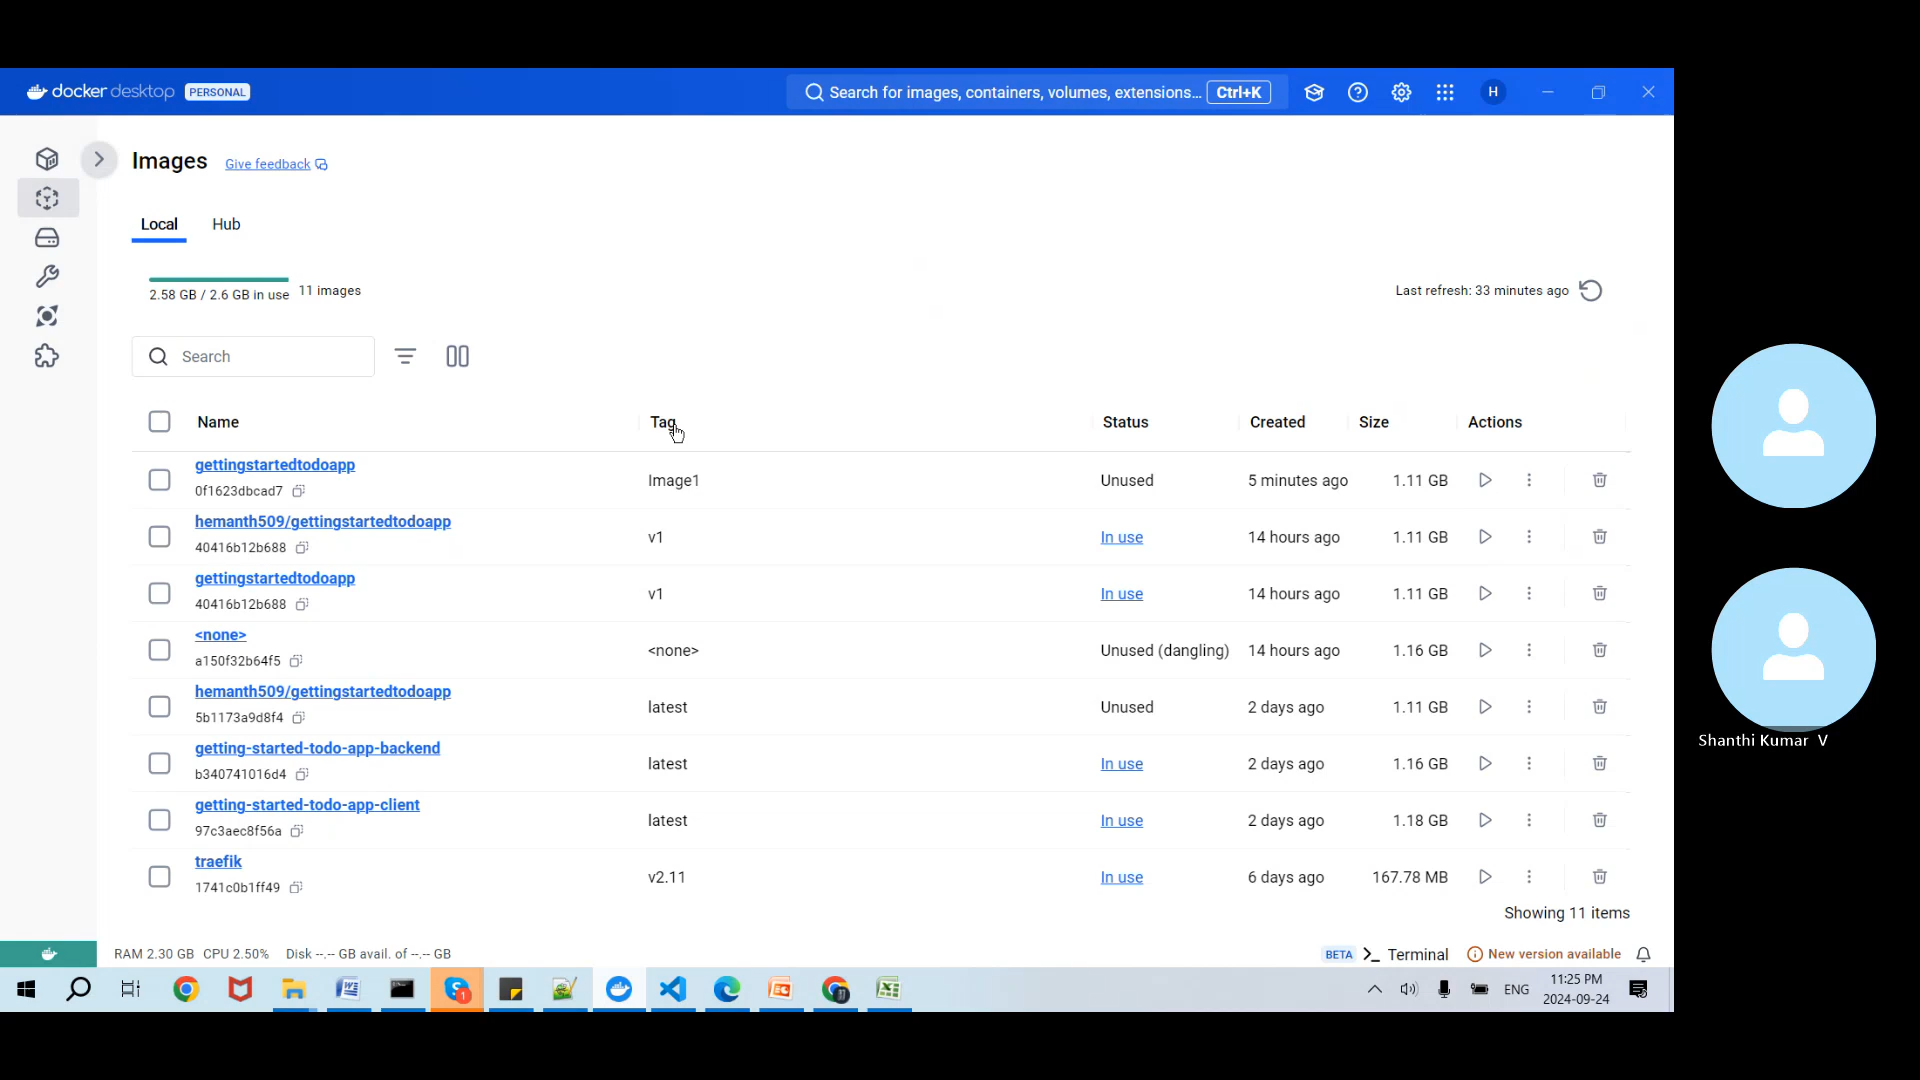 docker desktop PERSONAL
Search for images, containers, volumes, extensions... Ctrl+K
H
Images Give feedback
Local Hub
2.58 GB / 2.6 GB in use 11 images
Last refresh: 33 minutes ago
Search
Name Tag Status Created Size Actions
gettingstartedtodoapp
0f1623dbcad7 Image1 Unused 5 minutes ago 1.11 GB
hemanth509/gettingstartedtodoapp
40416b12b688 v1 In use 14 hours ago 1.11 GB
gettingstartedtodoapp
40416b12b688 v1 In use 14 hours ago 1.11 GB
<none>
a150f32b64f5 <none> Unused (dangling) 14 hours ago 1.16 GB
hemanth509/gettingstartedtodoapp
5b1173a9d8f4 latest Unused 2 days ago 1.11 GB
getting-started-todo-app-backend
b340741016d4 latest In use 2 days ago 1.16 GB
getting-started-todo-app-client
97c3aec8f56a latest In use 2 days ago 1.18 GB
traefik
1741c0b1ff49 v2.11 In use 6 days ago 167.78 MB
Showing 11 items
RAM 2.30 GB CPU 2.50% Disk --.-- GB avail. of --.-- GB
BETA Terminal New version available
ENG
11:25 PM
2024-09-24
Shanthi Kumar V